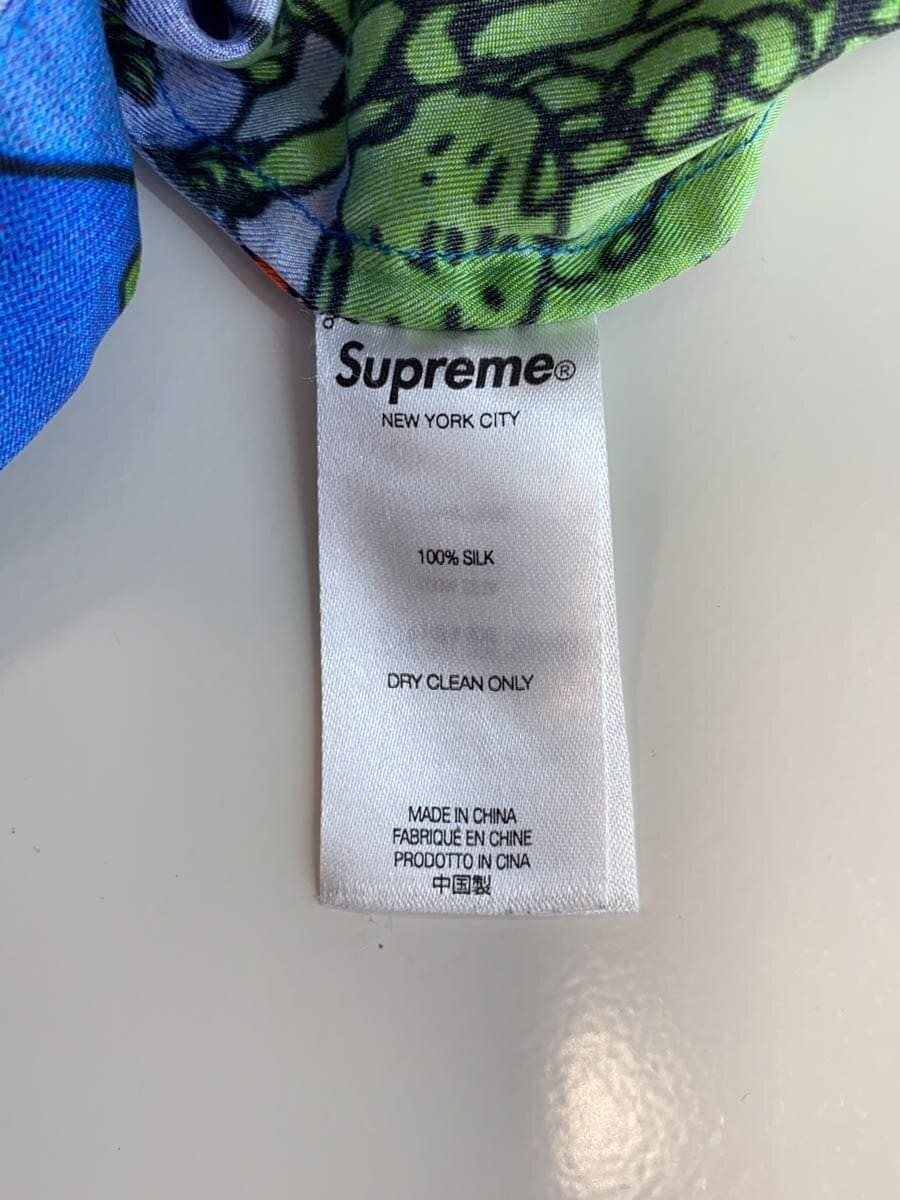 Supreme®
NEW YORK CITY
100% SILK
DRY CLEAN ONLY
MADE IN CHINA
FABRIQUÉ EN CHINE
PRODOTTO IN CINA
中国製